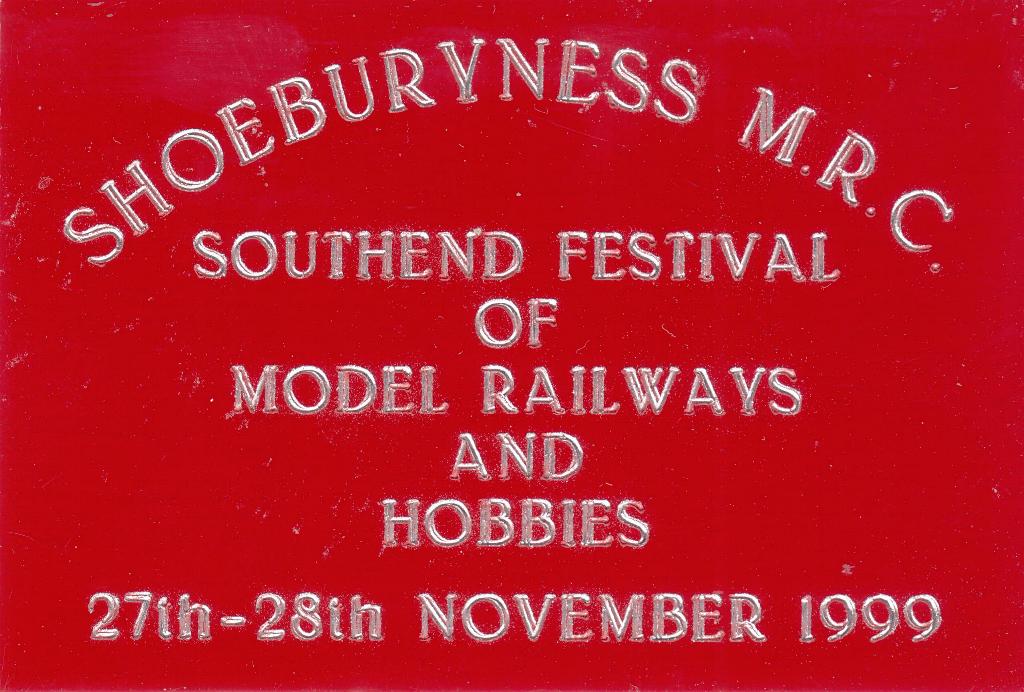 SHOEBURYNESS M.R.C.
SOUTHEND FESTIVAL
OF
MODEL RAILWAYS
AND
HOBBIES
27th-28th NOVEMBER 1999